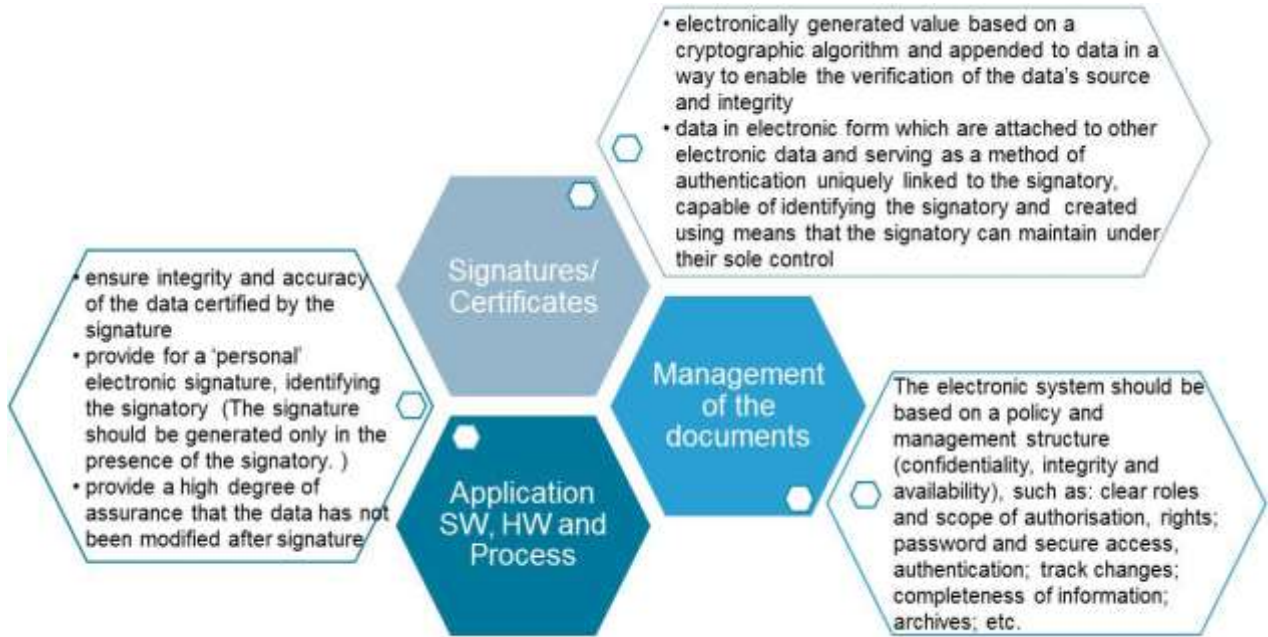 • electronically generated value based on a
cryptographic algorithm and appended to data in a
way to enable the verification of the data's source
and integrity
• data in electronic form which are attached to other
electronic data and serving as a method of
authentication uniquely linked to the signatory,
capable of identifying the signatory and created
using means that the signatory can maintain under
their sole control
Signatures/
Certificates
• ensure integrity and accuracy
of the data certified by the
signature
• provide for a 'personal'
electronic signature, identifying
the signatory (The signature
should be generated only in the
presence of the signatory. )
• provide a high degree of
assurance that the data has not
been modified after signature
Management
of the
documents
Application
SW, HW and
Process
The electronic system should be
based on a policy and
management structure
(confidentiality, integrity and
availability), such as: clear roles
and scope of authorisation, rights;
password and secure access,
authentication; track changes;
completeness of information;
archives; etc.